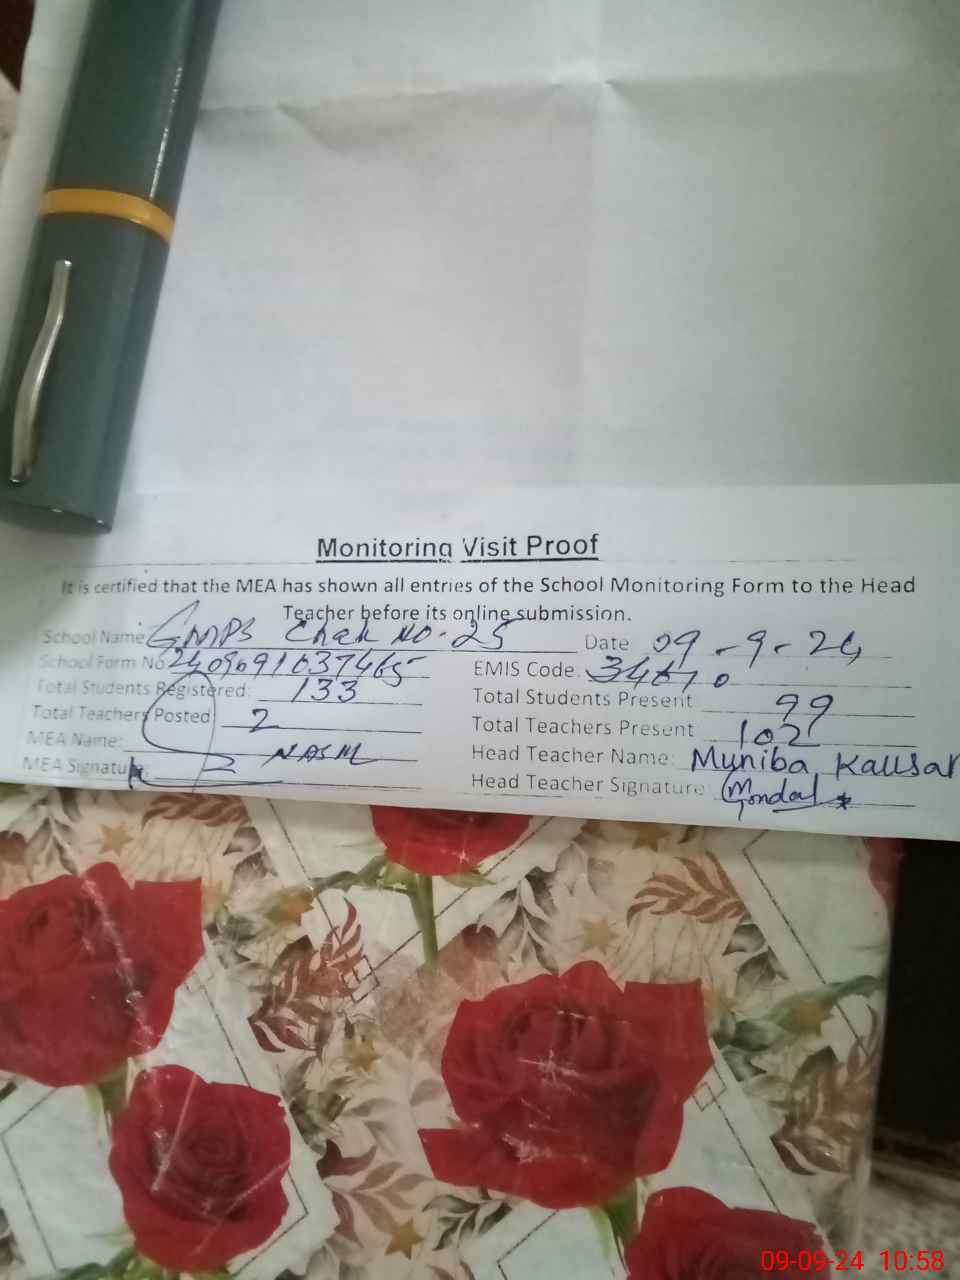 Monitoring Visit Proof
It is certified that the MEA has shown all entries of the School Monitoring Form to the Head
Teacher before its online submission.
School Name GMPS Chak NO. 25 Date 09-9-24
School Form No EMIS Code:
Total Students Registered: 133 Total Students Present 99
Total Teachers Posted 2 Total Teachers Present 102
MEA Name: Head Teacher Name: Muniba Kausar
MEA Signature: Head Teacher Signature:
09-09-24 10:58